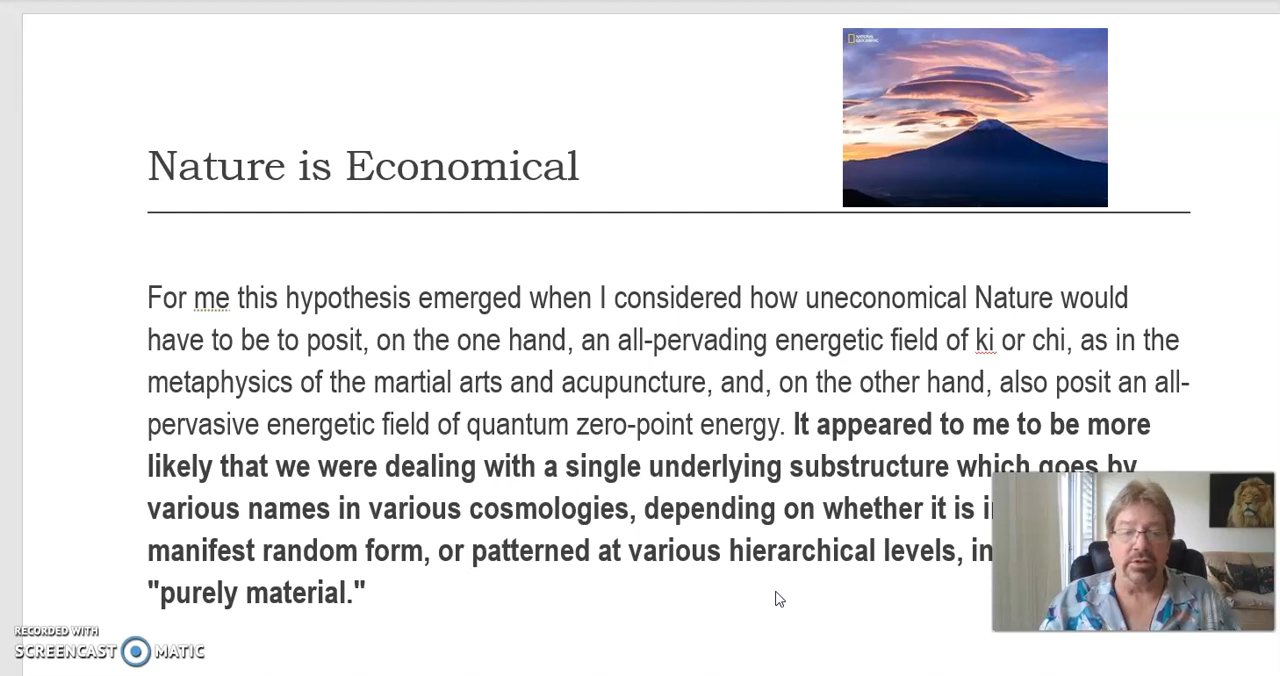 NATIONAL GEOGRAPHIC
Nature is Economical
For me this hypothesis emerged when I considered how uneconomical Nature would
have to be to posit, on the one hand, an all-pervading energetic field of ki or chi, as in the
metaphysics of the martial arts and acupuncture, and, on the other hand, also posit an all-
pervasive energetic field of quantum zero-point energy. It appeared to me to be more
likely that we were dealing with a single underlying substructure which goes by
various names in various cosmologies, depending on whether it is
manifest random form, or patterned at various hierarchical levels,
"purely material."
RECORDED WITH
SCREENCAST MATIC